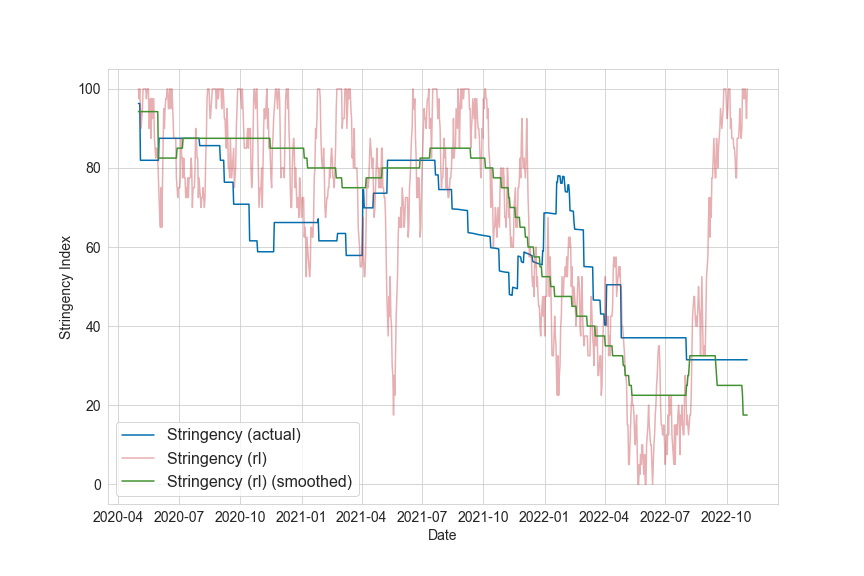 100
80
60
40
20
0
Stringency Index
Stringency (actual)
Stringency (rl)
Stringency (rl) (smoothed)
2020-04 2020-07 2020-10 2021-01 2021-04 2021-07 2021-10 2022-01 2022-04 2022-07 2022-10
Date